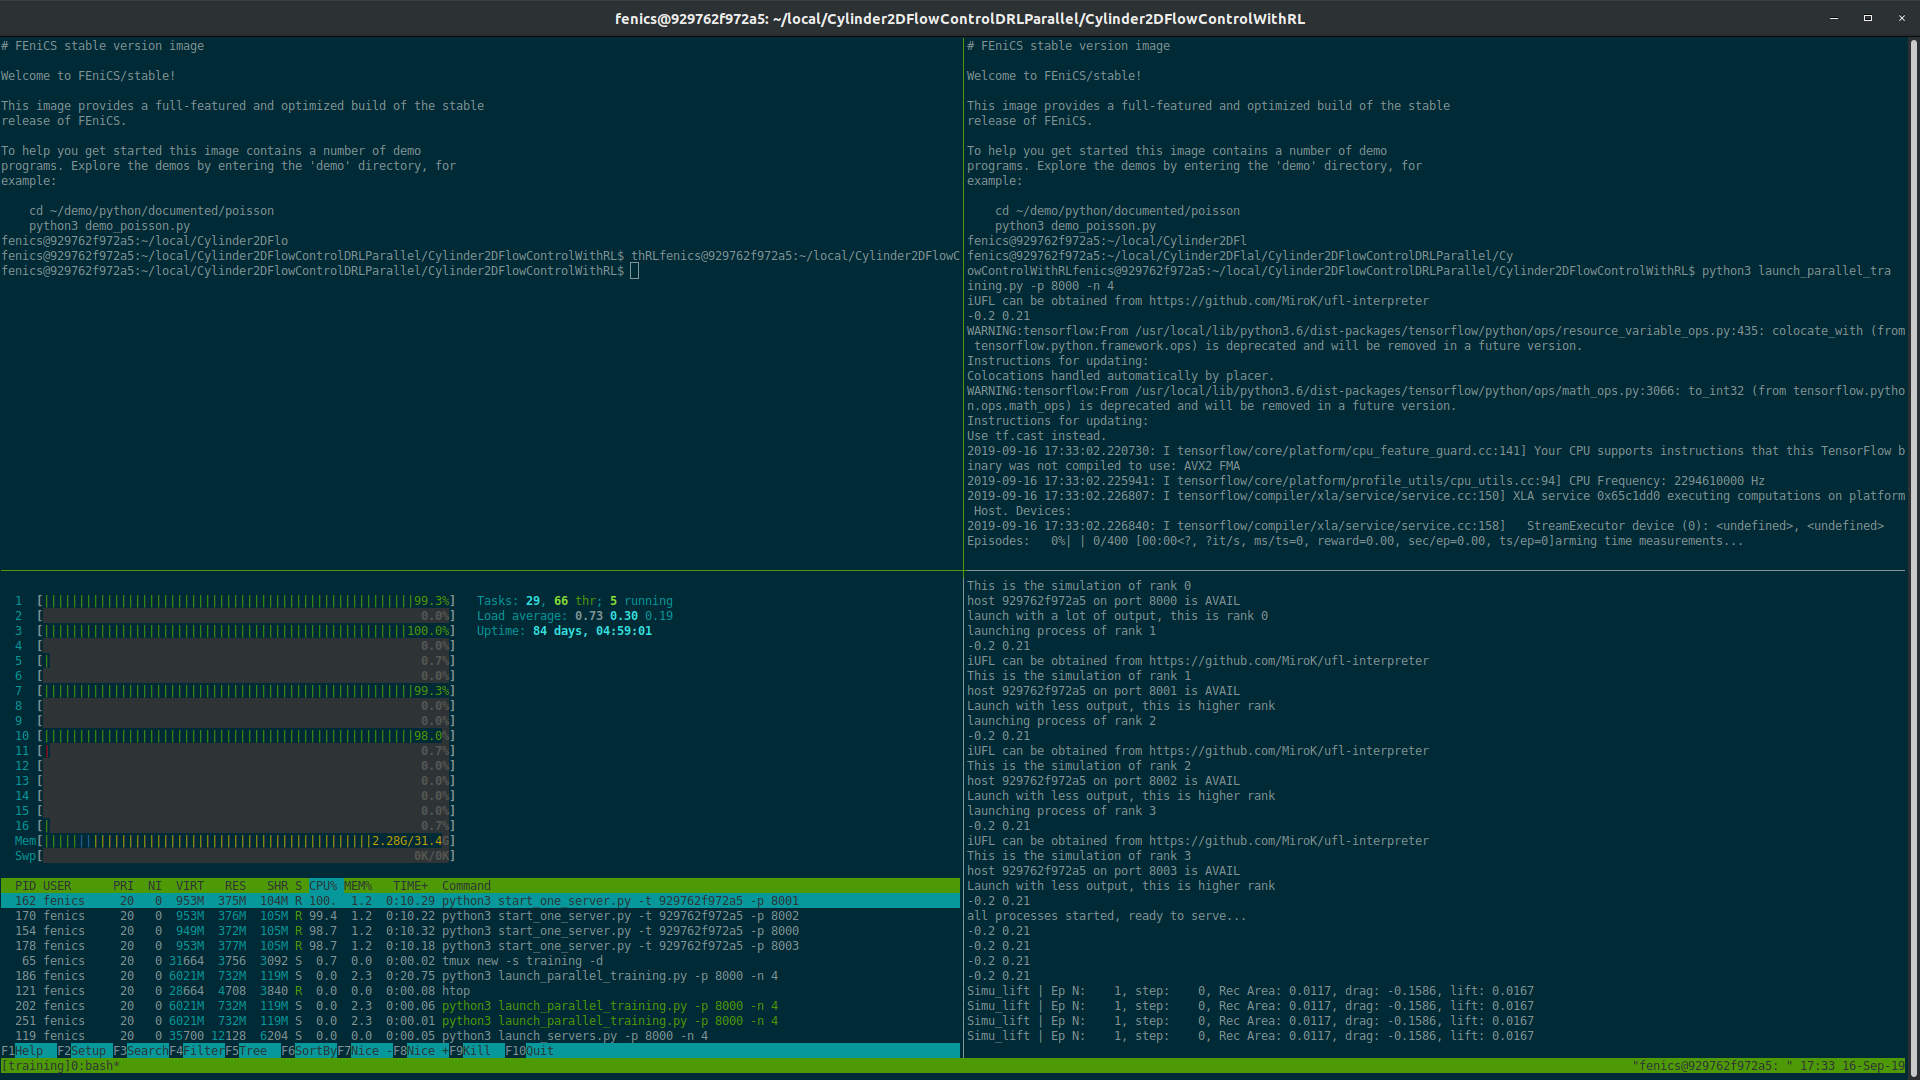 fenics@929762f972a5: ~/local/Cylinder2DFlowControlDRLParallel/Cylinder2DFlowControlWithRL
# FEniCS stable version image
Welcome to FEniCS/stable!
This image provides a full-featured and optimized build of the stable
release of FEniCS.
To help you get started this image contains a number of demo
programs. Explore the demos by entering the 'demo' directory, for
example:
cd ~/demo/python/documented/poisson
python3 demo_poisson.py
fenics@929762f972a5:~/local/Cylinder2DFlo
fenics@929762f972a5:~/local/Cylinder2DFlowControlDRLParallel/Cylinder2DFlowControlWithRL$ thRLfenics@929762f972a5:~/local/Cylinder2DFlowC
fenics@929762f972a5:~/local/Cylinder2DFlowControlDRLParallel/Cylinder2DFlowControlWithRL$
# FEniCS stable version image
Welcome to FEniCS/stable!
This image provides a full-featured and optimized build of the stable
release of FEniCS.
To help you get started this image contains a number of demo
programs. Explore the demos by entering the 'demo' directory, for
example:
cd ~/demo/python/documented/poisson
python3 demo_poisson.py
fenics@929762f972a5:~/local/Cylinder2DFl
fenics@929762f972a5:~/local/Cylinder2DFlal/Cylinder2DFlowControlDRLParallel/Cy
owControlWithRLfenics@929762f972a5:~/local/Cylinder2DFlowControlDRLParallel/Cylinder2DFlowControlWithRL$ python3 launch_parallel_tra
ining.py -p 8000 -n 4
iUFL can be obtained from https://github.com/MiroK/ufl-interpreter
-0.2 0.21
WARNING:tensorflow:From /usr/local/lib/python3.6/dist-packages/tensorflow/python/ops/resource_variable_ops.py:435: colocate_with (from
tensorflow.python.framework.ops) is deprecated and will be removed in a future version.
Instructions for updating:
Colocations handled automatically by placer.
WARNING:tensorflow:From /usr/local/lib/python3.6/dist-packages/tensorflow/python/ops/math_ops.py:3066: to_int32 (from tensorflow.pytho
n.ops.math_ops) is deprecated and will be removed in a future version.
Instructions for updating:
Use tf.cast instead.
2019-09-16 17:33:02.220730: I tensorflow/core/platform/cpu_feature_guard.cc:141] Your CPU supports instructions that this TensorFlow b
inary was not compiled to use: AVX2 FMA
2019-09-16 17:33:02.225941: I tensorflow/core/platform/profile_utils/cpu_utils.cc:94] CPU Frequency: 2294610000 Hz
2019-09-16 17:33:02.226807: I tensorflow/compiler/xla/service/service.cc:150] XLA service 0x65c1dd0 executing computations on platform
Host. Devices:
2019-09-16 17:33:02.226840: I tensorflow/compiler/xla/service/service.cc:158]   StreamExecutor device (0): <undefined>, <undefined>
Episodes:   0%| | 0/400 [00:00<?, ?it/s, ms/ts=0, reward=0.00, sec/ep=0.00, ts/ep=0]arming time measurements...
1 [99.3%] Tasks: 29, 66 thr; 5 running
2 [0.0%] Load average: 0.73 0.30 0.19
3 [100.0%] Uptime: 84 days, 04:59:01
4 [0.0%]
5 [0.7%]
6 [0.0%]
7 [99.3%]
8 [0.0%]
9 [0.0%]
10 [98.0%]
11 [0.7%]
12 [0.0%]
13 [0.0%]
14 [0.0%]
15 [0.0%]
16 [0.7%]
Mem[2.28G/31.4G]
Swp[0K/0K]
PID USER PRI NI VIRT RES SHR S CPU% MEM% TIME+ Command
162 fenics 20 0 953M 375M 104M R 100. 1.2 0:10.29 python3 start_one_server.py -t 929762f972a5 -p 8001
170 fenics 20 0 953M 376M 105M R 99.4 1.2 0:10.22 python3 start_one_server.py -t 929762f972a5 -p 8002
154 fenics 20 0 949M 372M 105M R 98.7 1.2 0:10.32 python3 start_one_server.py -t 929762f972a5 -p 8000
178 fenics 20 0 953M 377M 105M R 98.7 1.2 0:10.18 python3 start_one_server.py -t 929762f972a5 -p 8003
65 fenics 20 0 31664 3756 3092 S 0.7 0.0 0:00.02 tmux new -s training -d
186 fenics 20 0 6021M 732M 119M S 0.0 2.3 0:20.75 python3 launch_parallel_training.py -p 8000 -n 4
121 fenics 20 0 28664 4708 3840 R 0.0 0.0 0:00.08 htop
202 fenics 20 0 6021M 732M 119M S 0.0 2.3 0:00.06 python3 launch_parallel_training.py -p 8000 -n 4
251 fenics 20 0 6021M 732M 119M S 0.0 2.3 0:00.01 python3 launch_parallel_training.py -p 8000 -n 4
119 fenics 20 0 35700 12128 6204 S 0.0 0.0 0:00.05 python3 launch_servers.py -p 8000 -n 4
F1Help F2Setup F3SearchF4FilterF5Tree F6SortByF7Nice -F8Nice +F9Kill F10Quit
This is the simulation of rank 0
host 929762f972a5 on port 8000 is AVAIL
launch with a lot of output, this is rank 0
launching process of rank 1
-0.2 0.21
iUFL can be obtained from https://github.com/MiroK/ufl-interpreter
This is the simulation of rank 1
host 929762f972a5 on port 8001 is AVAIL
Launch with less output, this is higher rank
launching process of rank 2
-0.2 0.21
iUFL can be obtained from https://github.com/MiroK/ufl-interpreter
This is the simulation of rank 2
host 929762f972a5 on port 8002 is AVAIL
Launch with less output, this is higher rank
launching process of rank 3
-0.2 0.21
iUFL can be obtained from https://github.com/MiroK/ufl-interpreter
This is the simulation of rank 3
host 929762f972a5 on port 8003 is AVAIL
Launch with less output, this is higher rank
-0.2 0.21
all processes started, ready to serve...
-0.2 0.21
-0.2 0.21
-0.2 0.21
-0.2 0.21
Simu_lift | Ep N:    1, step:    0, Rec Area: 0.0117, drag: -0.1586, lift: 0.0167
Simu_lift | Ep N:    1, step:    0, Rec Area: 0.0117, drag: -0.1586, lift: 0.0167
Simu_lift | Ep N:    1, step:    0, Rec Area: 0.0117, drag: -0.1586, lift: 0.0167
Simu_lift | Ep N:    1, step:    0, Rec Area: 0.0117, drag: -0.1586, lift: 0.0167
[training]0:bash* "fenics@929762f972a5: " 17:33 16-Sep-19